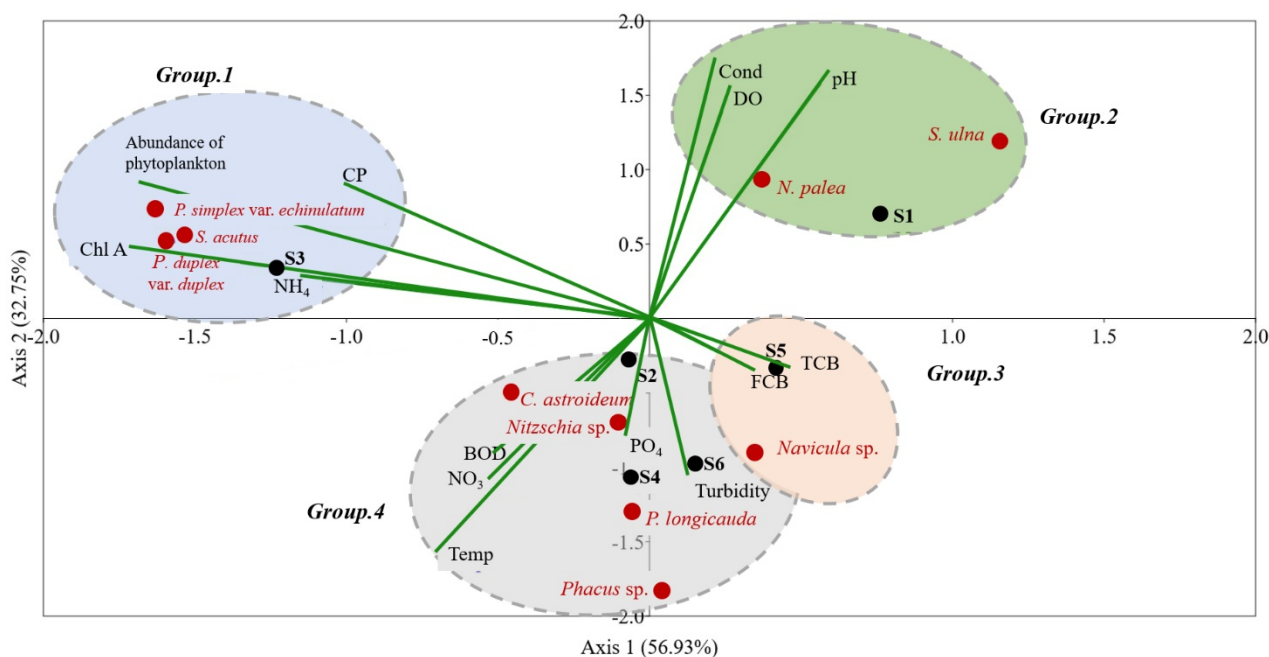 2.0
Group.1
Cond
DO
pH
1.5
Group.2
Abundance of
phytoplankton
CP
S. ulna
N. palea
1.0
P. simplex var. echinulatum
S. acutus
S1
Chl A
P. duplex
var. duplex
S3
NH4
0.5
-2.0
-1.5
-1.0
-0.5
1.0
1.5
2.0
Axis 2 (32.75%)
S2
S5
TCB
FCB
Group.3
C. astroideum
Nitzschia sp.
BOD
NO3
PO4
S4
S6
Turbidity
Navicula sp.
Group.4
P. longicauda
Temp
-1.5
Phacus sp.
-2.0
Axis 1 (56.93%)